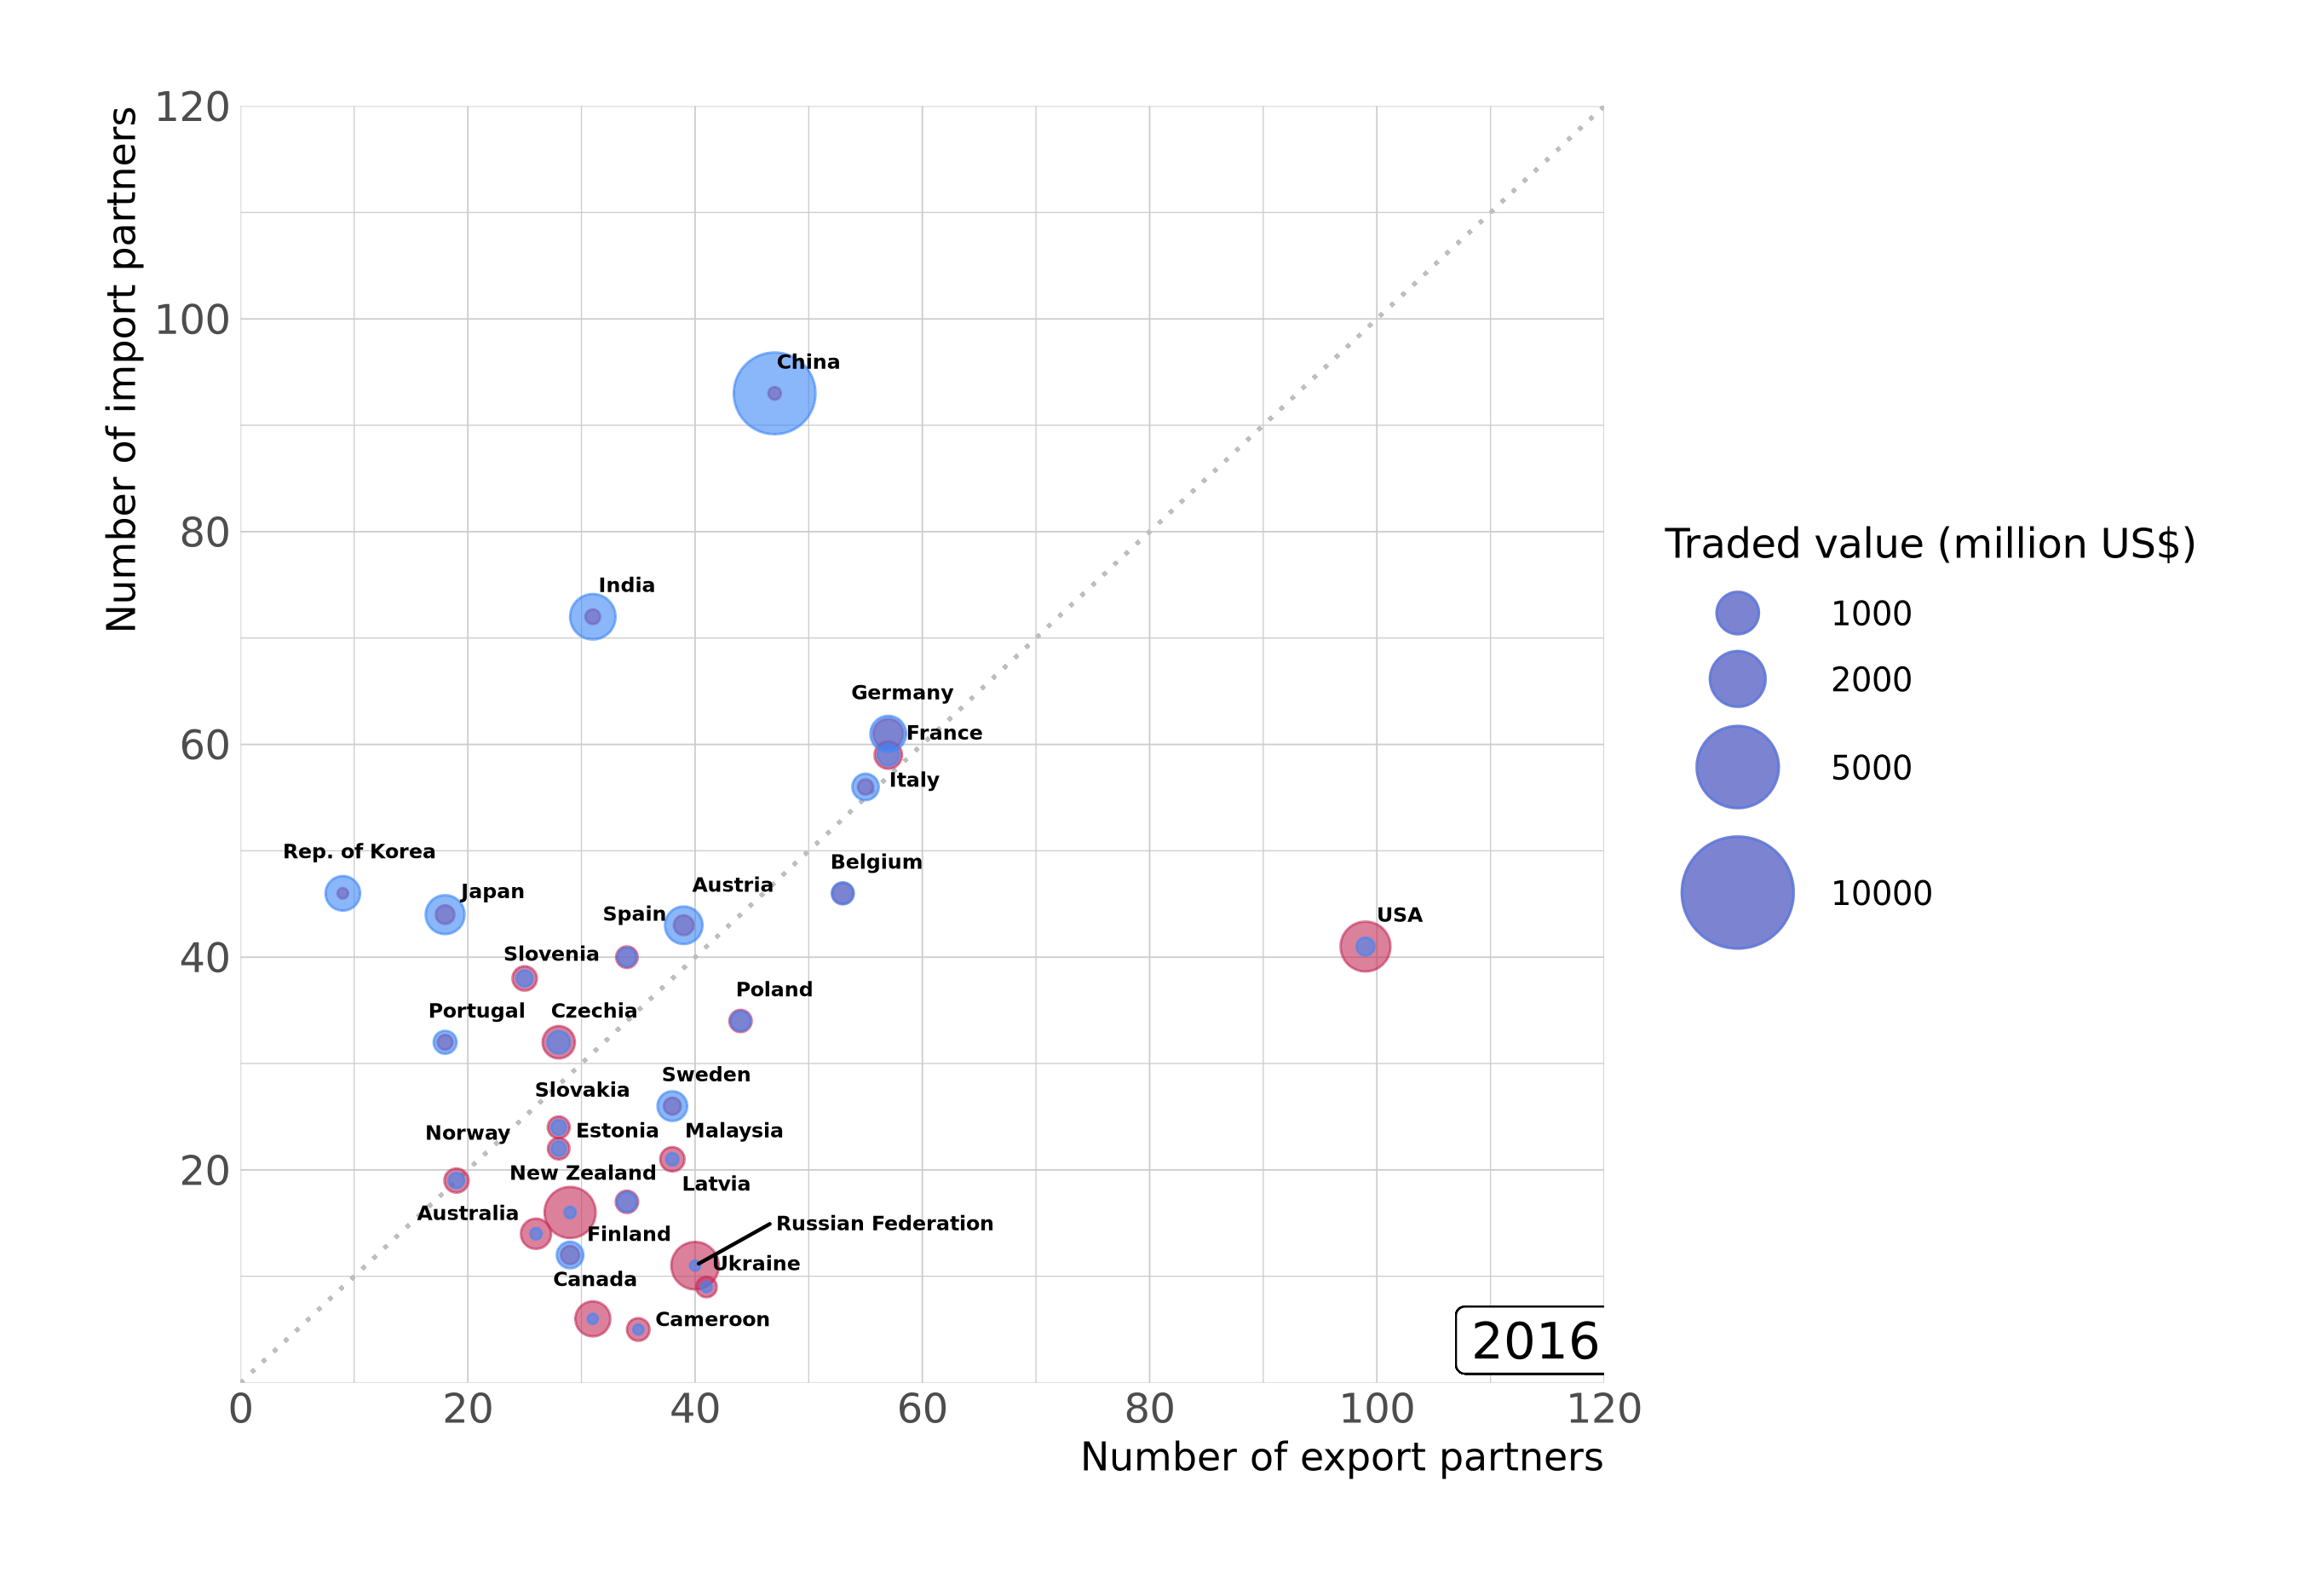 120
100
80
60
40
20
Number of import partners
China
India
Germany
France
Italy
Rep. of Korea
Belgium
Austria
Japan
Spain
USA
Slovenia
Poland
Portugal
Czechia
Sweden
Slovakia
Norway
Estonia
Malaysia
New Zealand
Latvia
Australia
Russian Federation
Finland
Ukraine
Canada
Cameroon
2016
0 20 40 60 80 100 120
Number of export partners
Traded value (million US$)
1000
2000
5000
10000